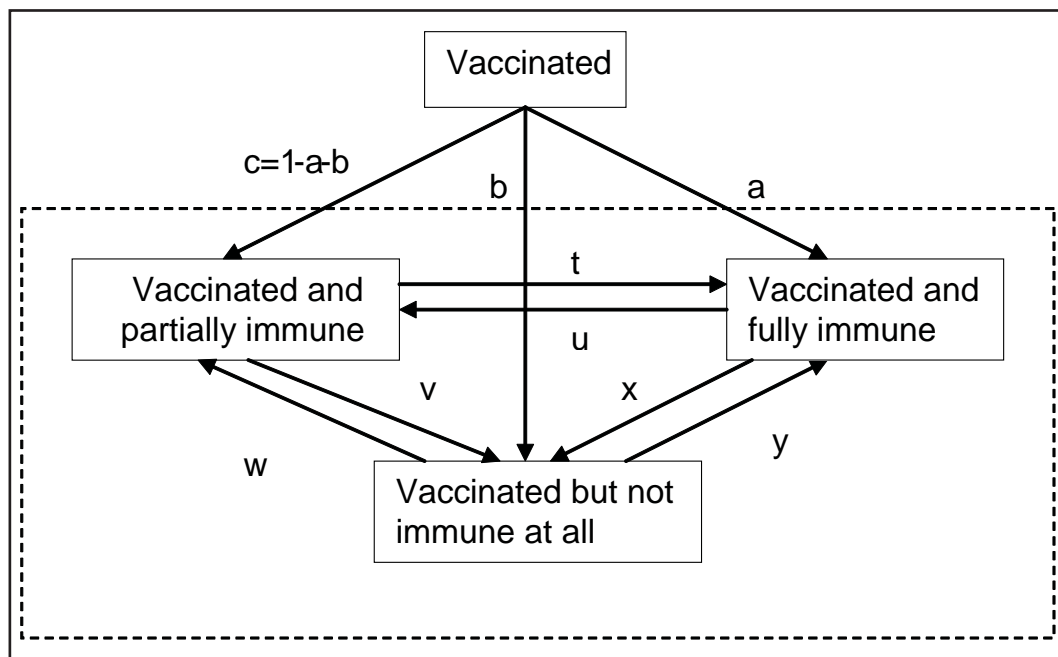 Vaccinated
c=1-a-b
b
a
Vaccinated and
partially immune
t
u
Vaccinated and
fully immune
v
x
w
y
Vaccinated but not
immune at all